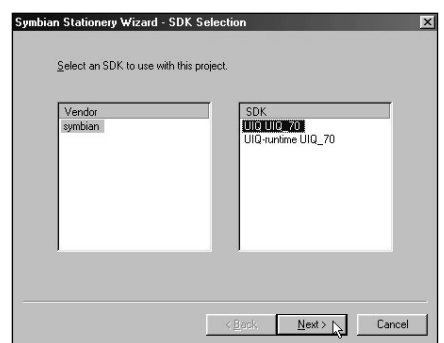 Symbian Stationery Wizard - SDK Selection
Select an SDK to use with this project.
Vendor
symbian
SDK
UIQ UIQ_70
UIQ-runtime UIQ_70
< Back
Next >
Cancel